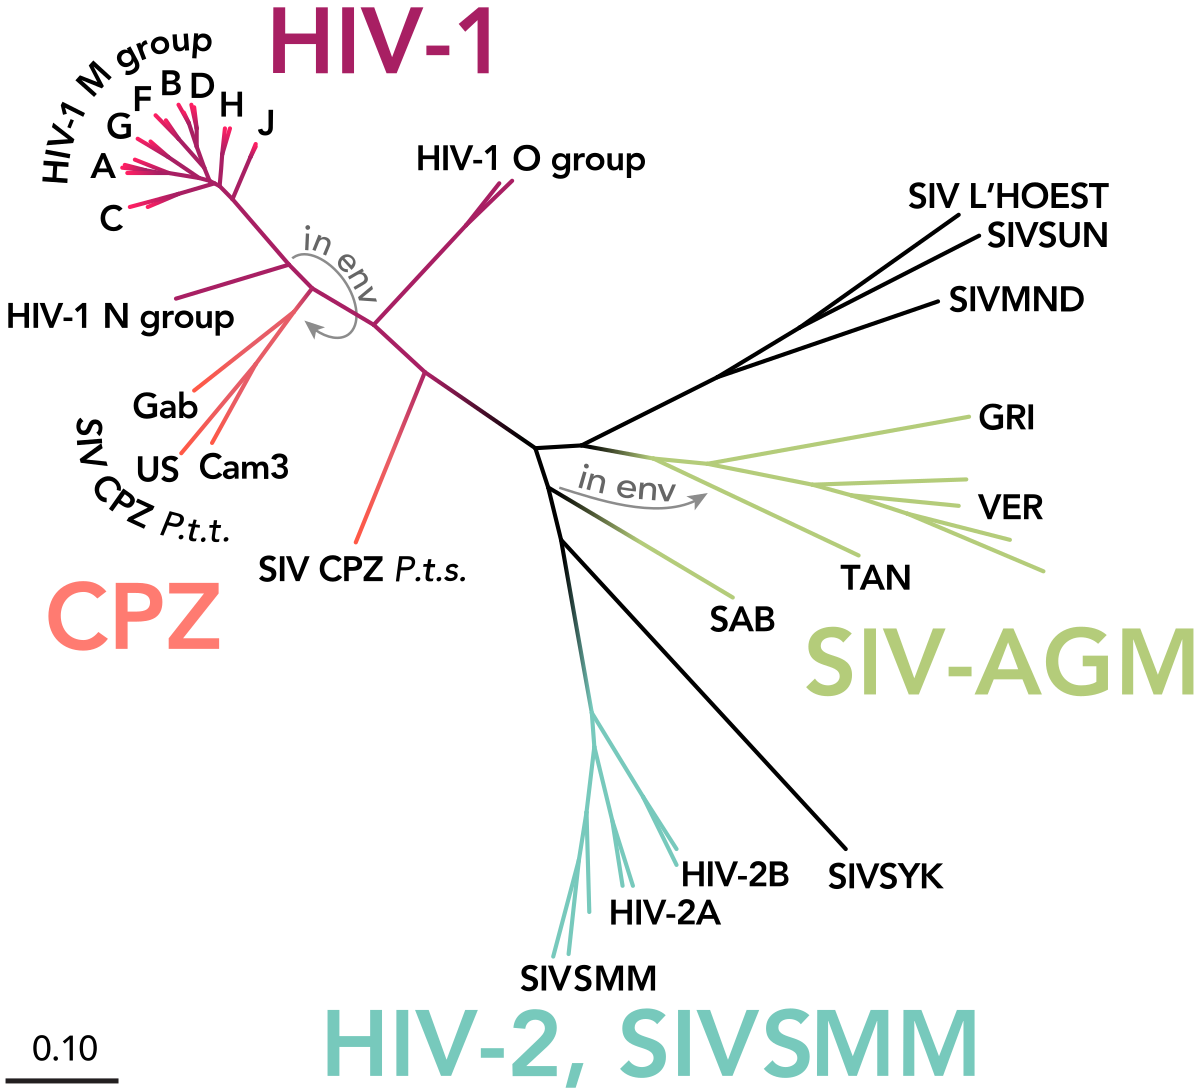 HIV-1
HIV-1 M group
B
D
F
H
G
J
A
C
HIV-1 O group
SIV L’HOEST
SIVSUN
in env
SIVMND
HIV-1 N group
Gab
GRI
US
Cam3
SIV CPZ P.t.t.
in env
VER
SIV CPZ P.t.s.
TAN
CPZ
SAB
SIV-AGM
HIV-2B
SIVSYK
HIV-2A
SIVSMM
HIV-2, SIVSMM
0.10